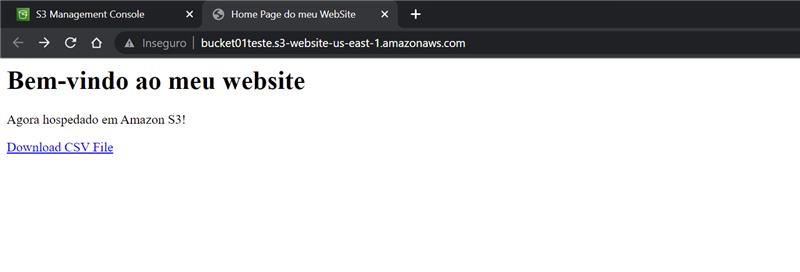 S3 Management Console
Home Page do meu WebSite
Inseguro bucket01teste.s3-website-us-east-1.amazonaws.com
Bem-vindo ao meu website
Agora hospedado em Amazon S3!
Download CSV File